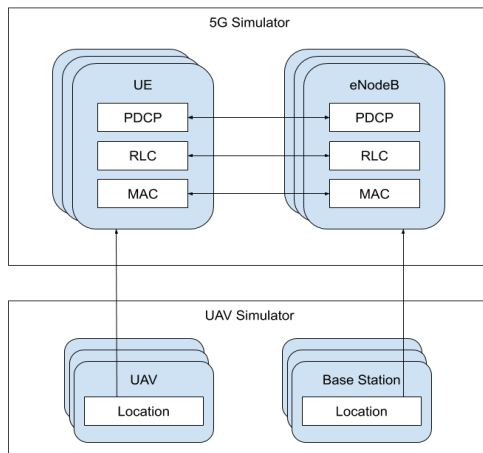 5G Simulator
UE
eNodeB
PDCP
PDCP
RLC
RLC
MAC
MAC
UAV Simulator
UAV
Base Station
Location
Location